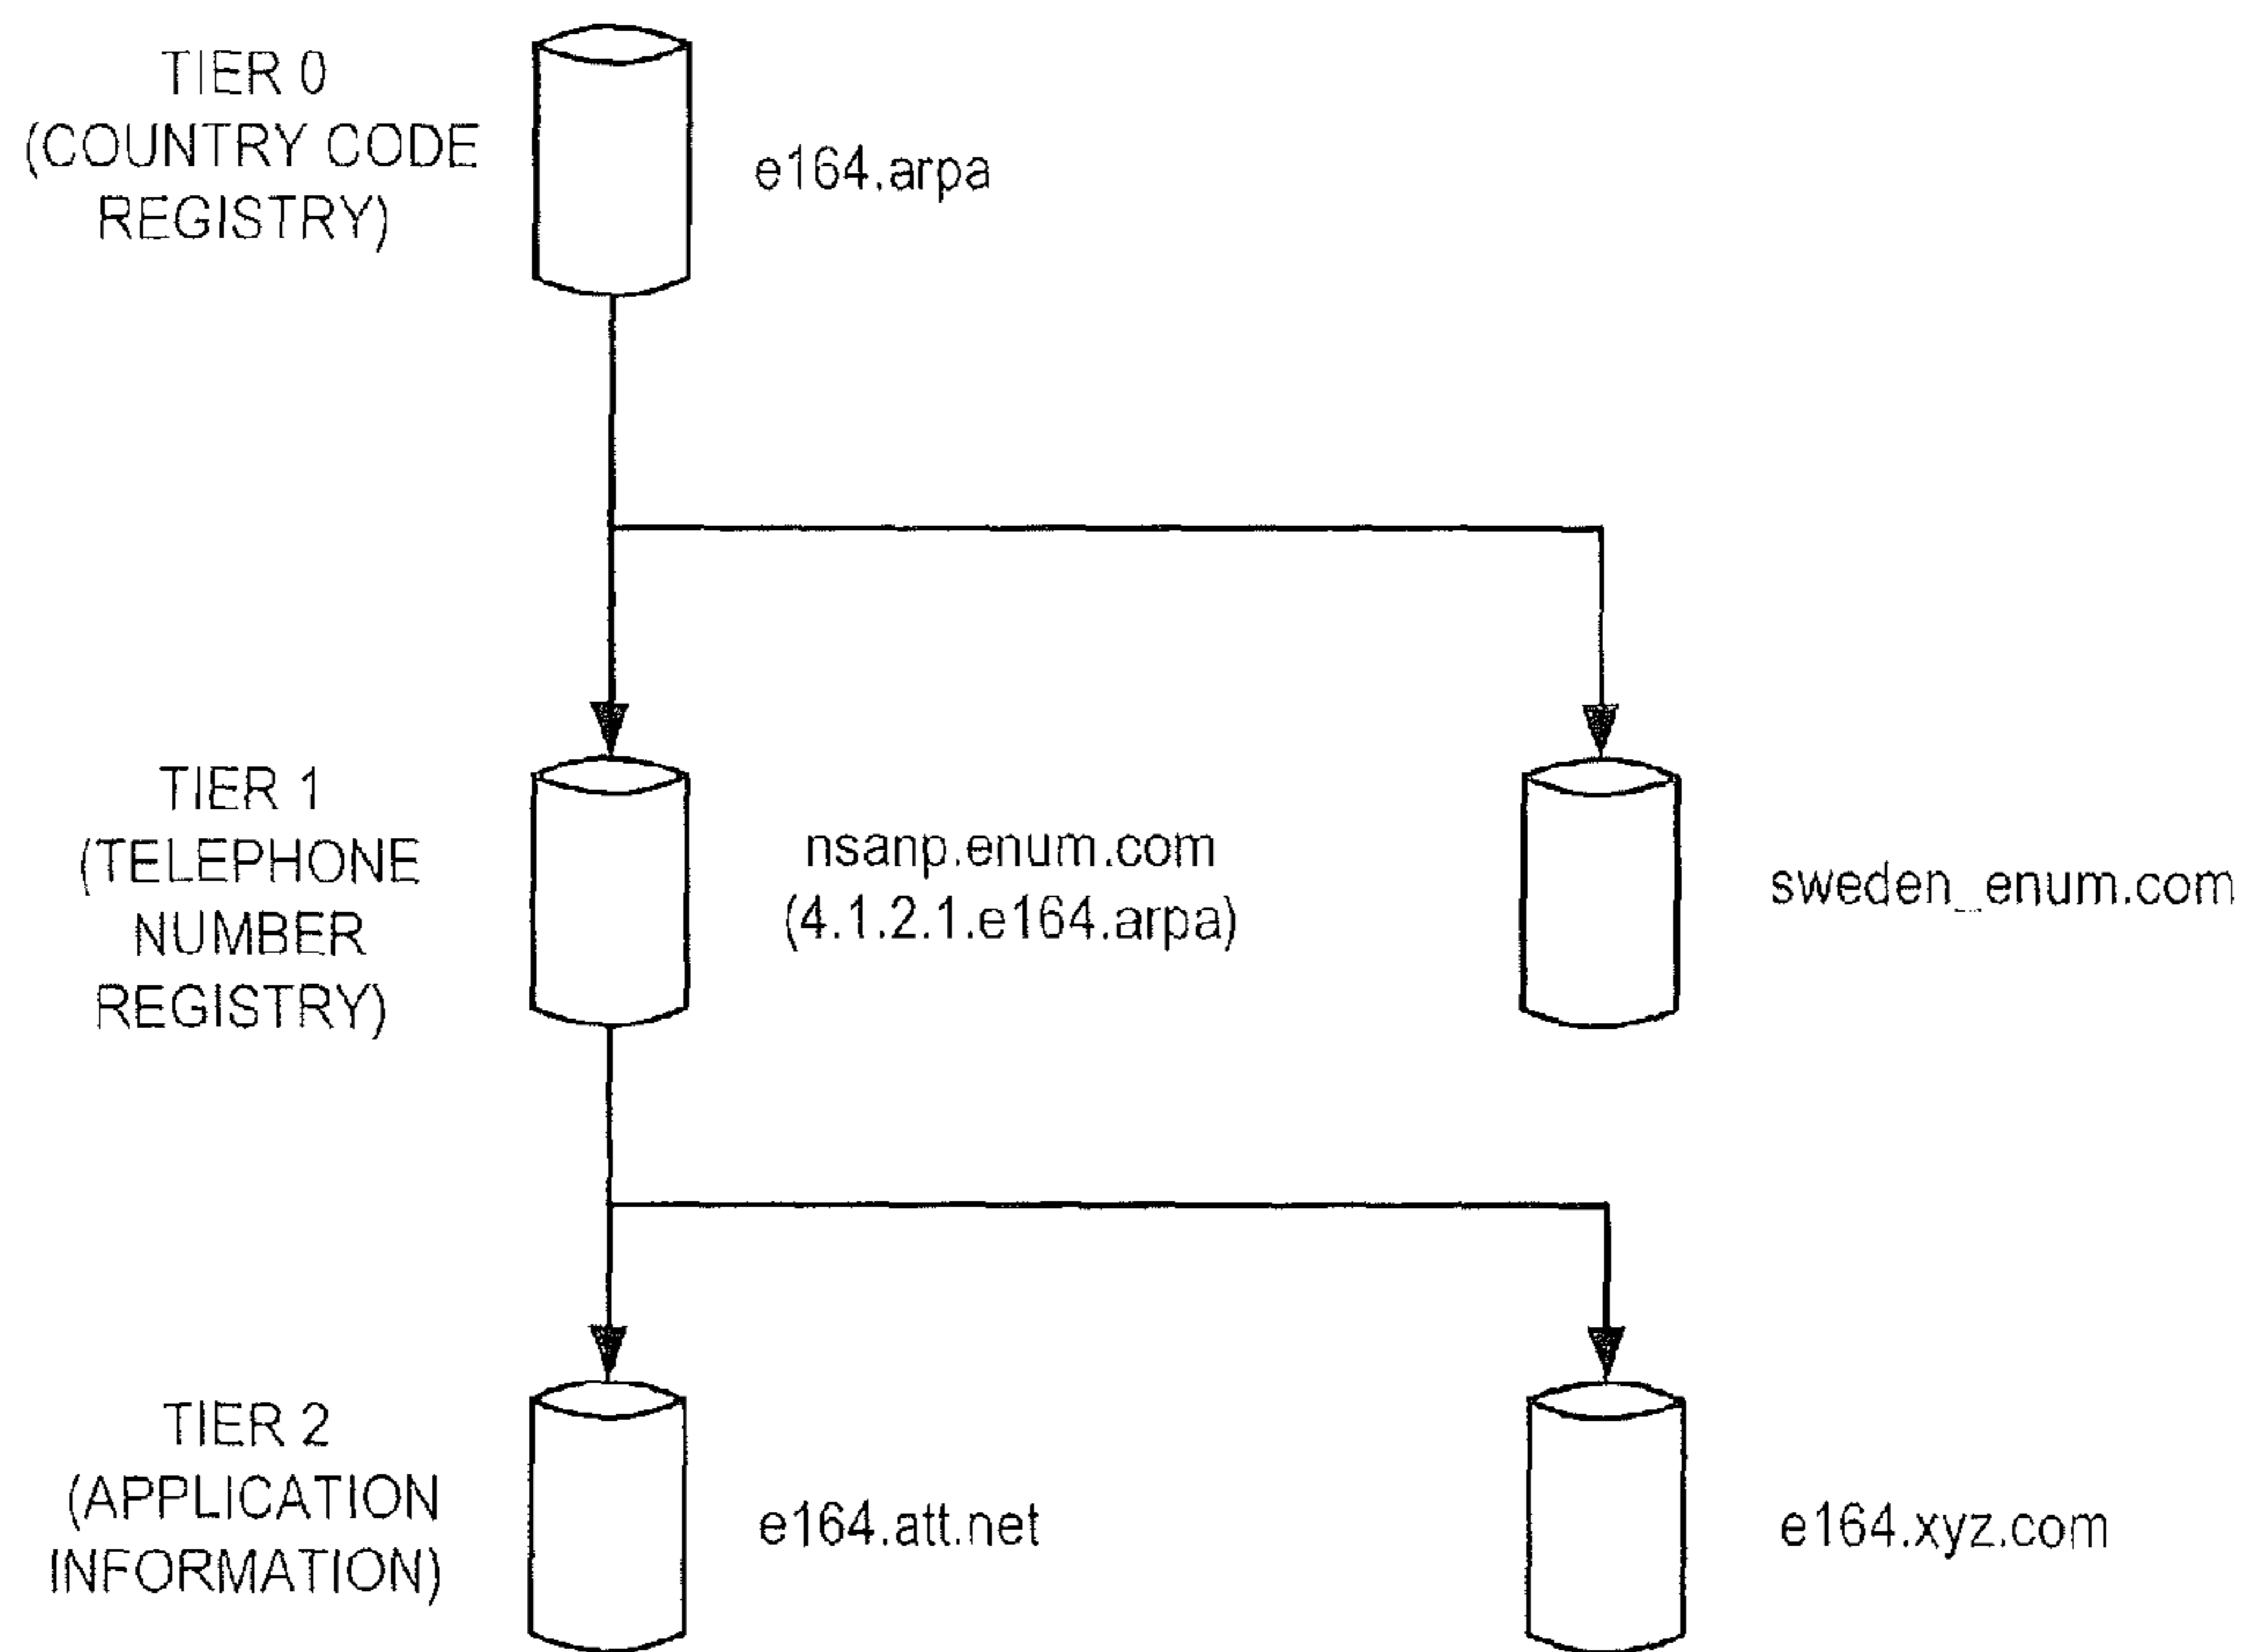 TIER 0
(COUNTRY CODE
REGISTRY)
e164.arpa
TIER 1
(TELEPHONE
NUMBER
REGISTRY)
nsanp.enum.com
(4.1.2.1.e164.arpa)
sweden_enum.com
TIER 2
(APPLICATION
INFORMATION)
e164.att.net
e164.xyz.com